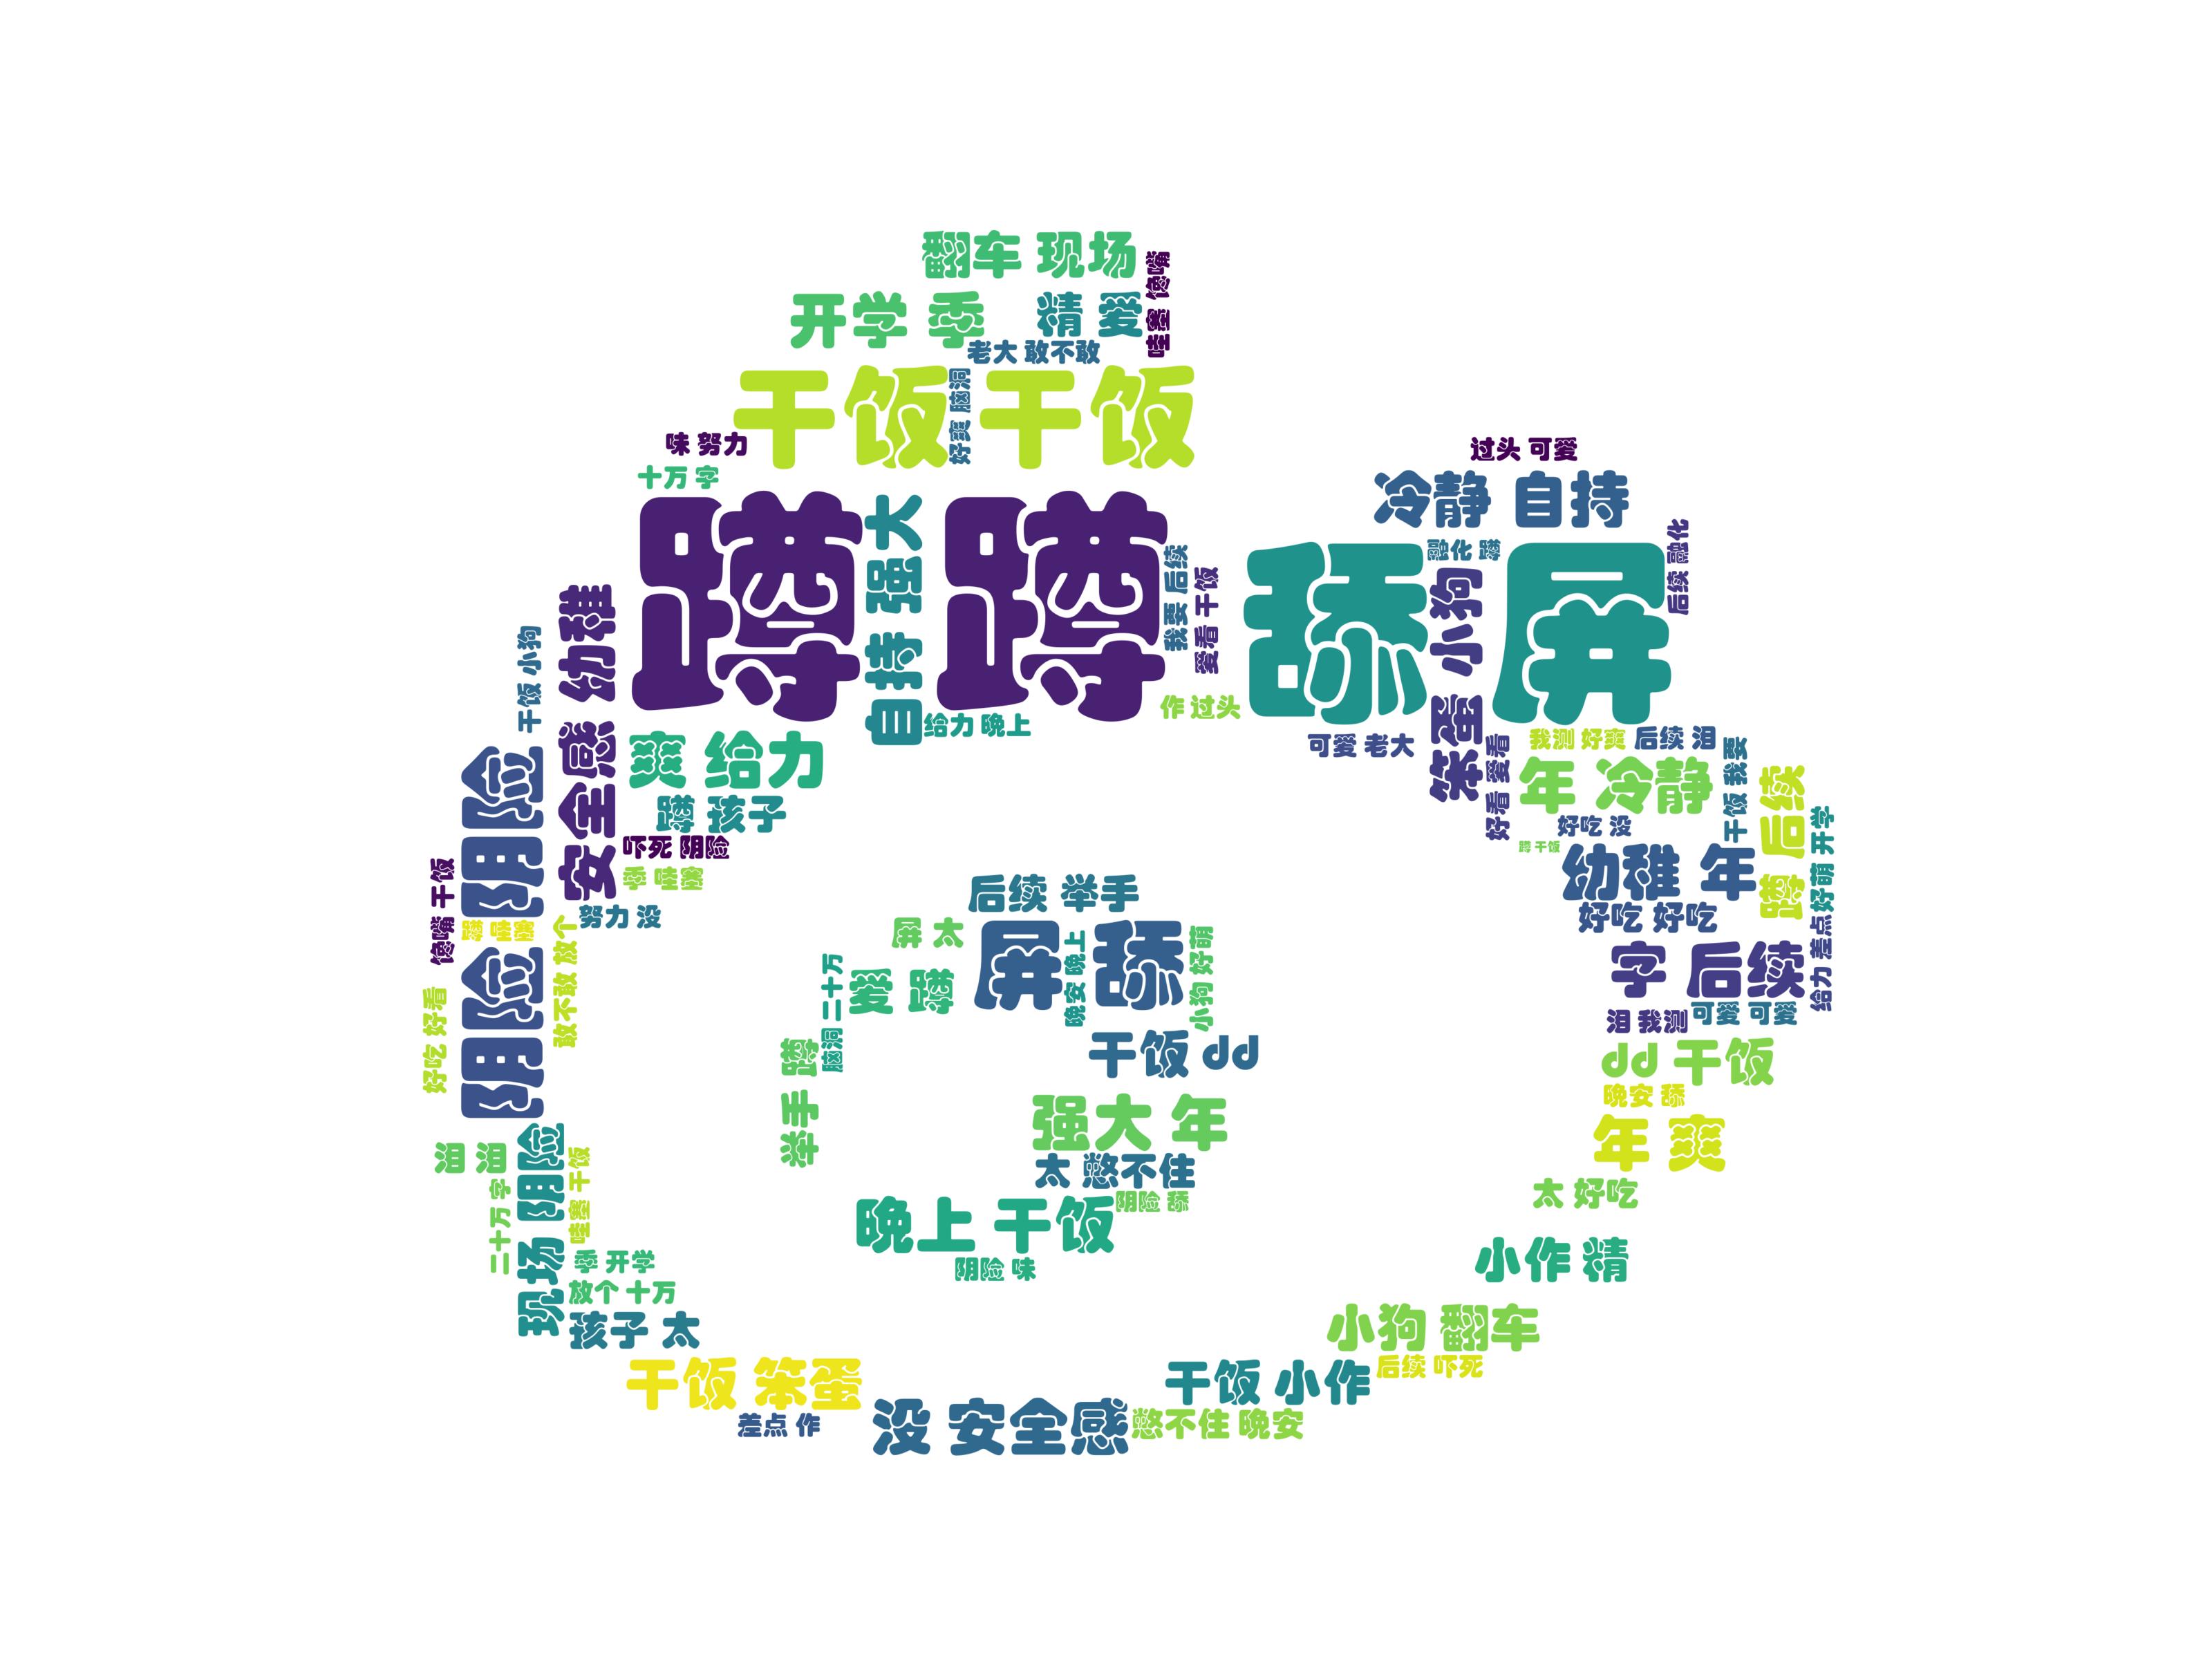 翻车 现场
哇塞 馋嘴
开学 季
精 爱
老大 敢不敢
干饭 干饭
好爽 脑洞
味 努力
十万 字
过头 可爱
冷静 自持
蹲 蹲
自持 强大
我要 后续
爱看 干饭
舔 屏
融化 蹲
笨蛋 小狗
后续 融化
安全感 幼稚
干饭 小狗
作 过头
给力 晚上
可爱 老大
爽 给力
好看 爱看
我测 好爽
后续 泪
干饭 我要
年 冷静
蹲 后续
蹲 孩子
阴险 阴险
吓死 阴险
好吃 没
蹲 干饭
好萌 开学
幼稚 年
季 哇塞
馋嘴 干饭
努力 没
蹲 哇塞
敢不敢 放个
好吃 好吃
后续 举手
屏 太
屏 舔
晚安 晚上
小狗 好萌
给力 差点
字 后续
爱 蹲
脑洞 二十万
好吃 好看
泪 我测
可爱 可爱
干饭 dd
dd 干饭
举手 蹲
晚安 舔
强大 年
年 爽
现场 阴险
泪 泪
哇塞 干饭
太 憋不住
二十万 字
太 好吃
阴险 舔
晚上 干饭
阴险 味
季 开学
小作 精
放个 十万
孩子 太
小狗 翻车
干饭 笨蛋
干饭 小作
后续 吓死
差点 作
没 安全感
憋不住 晚安